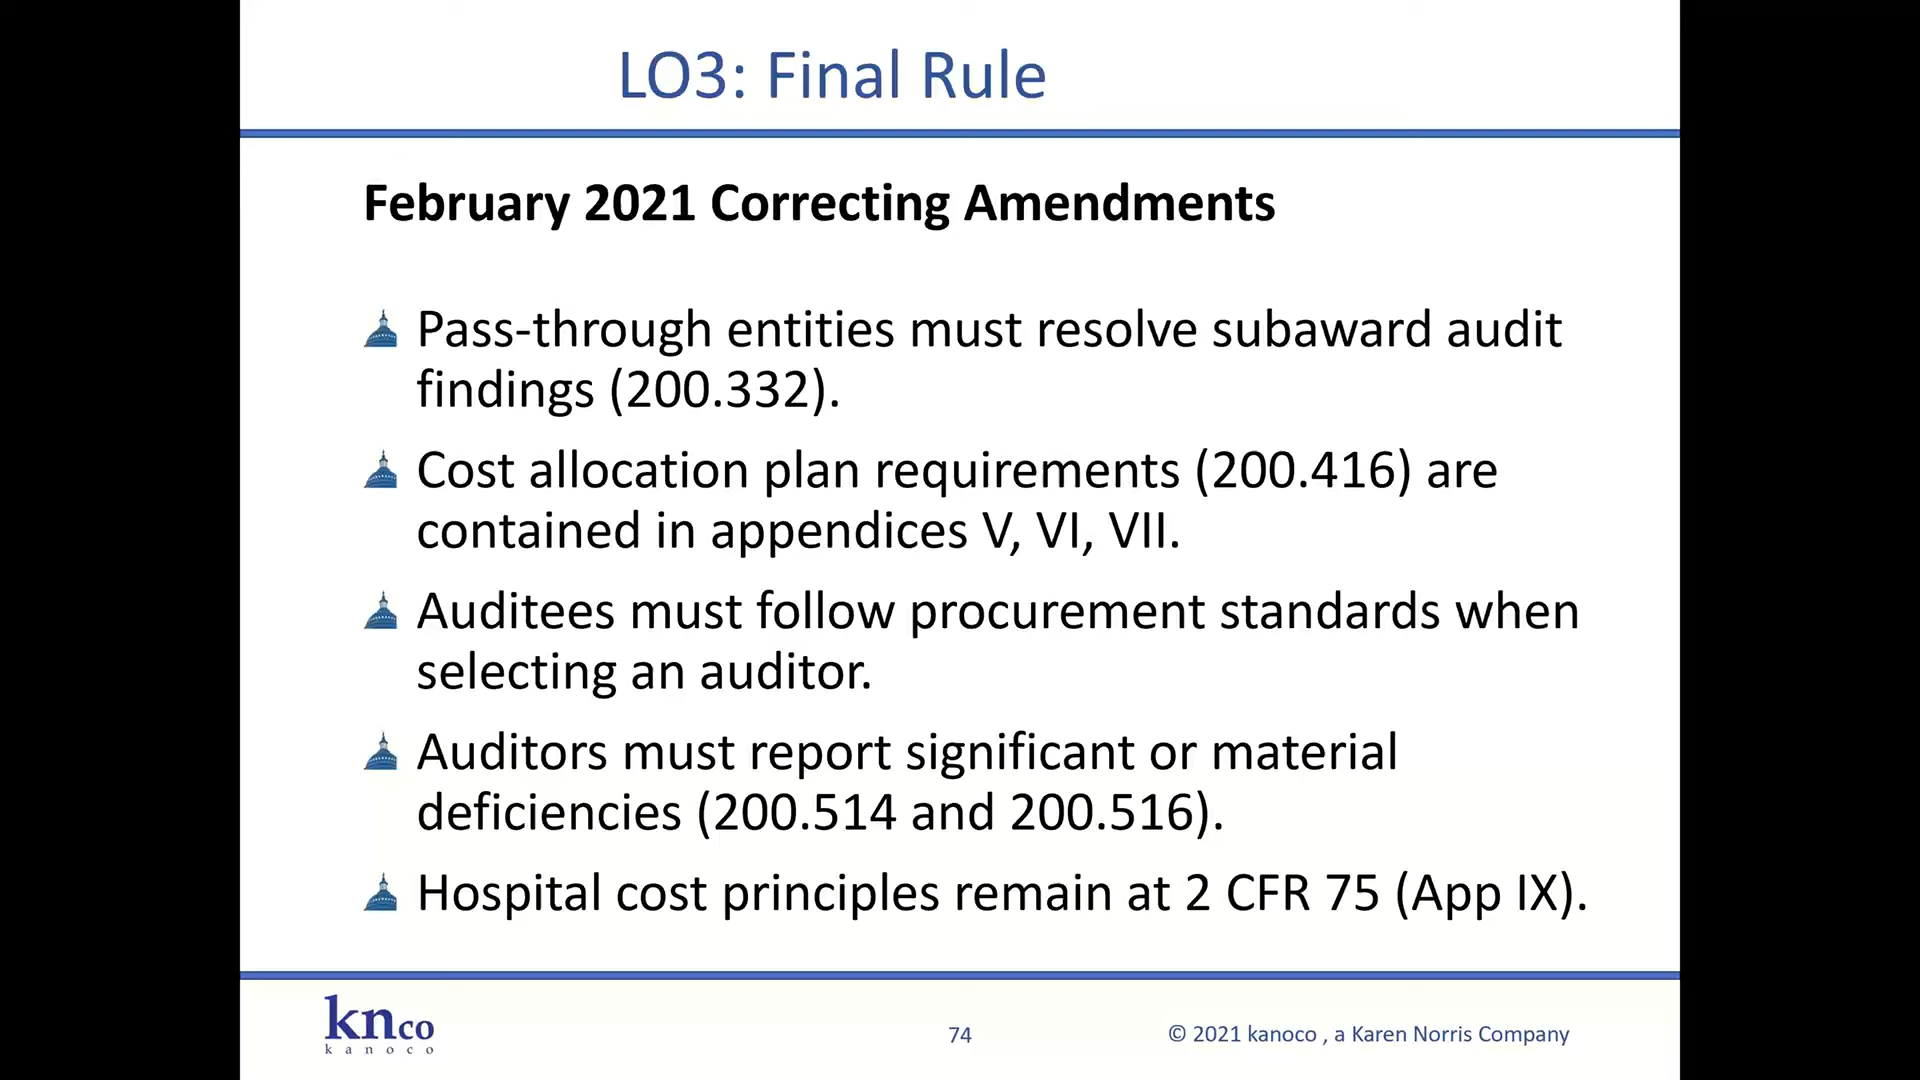 LO3: Final Rule
February 2021 Correcting Amendments
Pass-through entities must resolve subaward audit
findings (200.332).
Cost allocation plan requirements (200.416) are
contained in appendices V, VI, VII.
Auditees must follow procurement standards when
selecting an auditor.
Auditors must report significant or material
deficiencies (200.514 and 200.516).
Hospital cost principles remain at 2 CFR 75 (App IX).
knco
kanoco
74
© 2021 kanoco , a Karen Norris Company